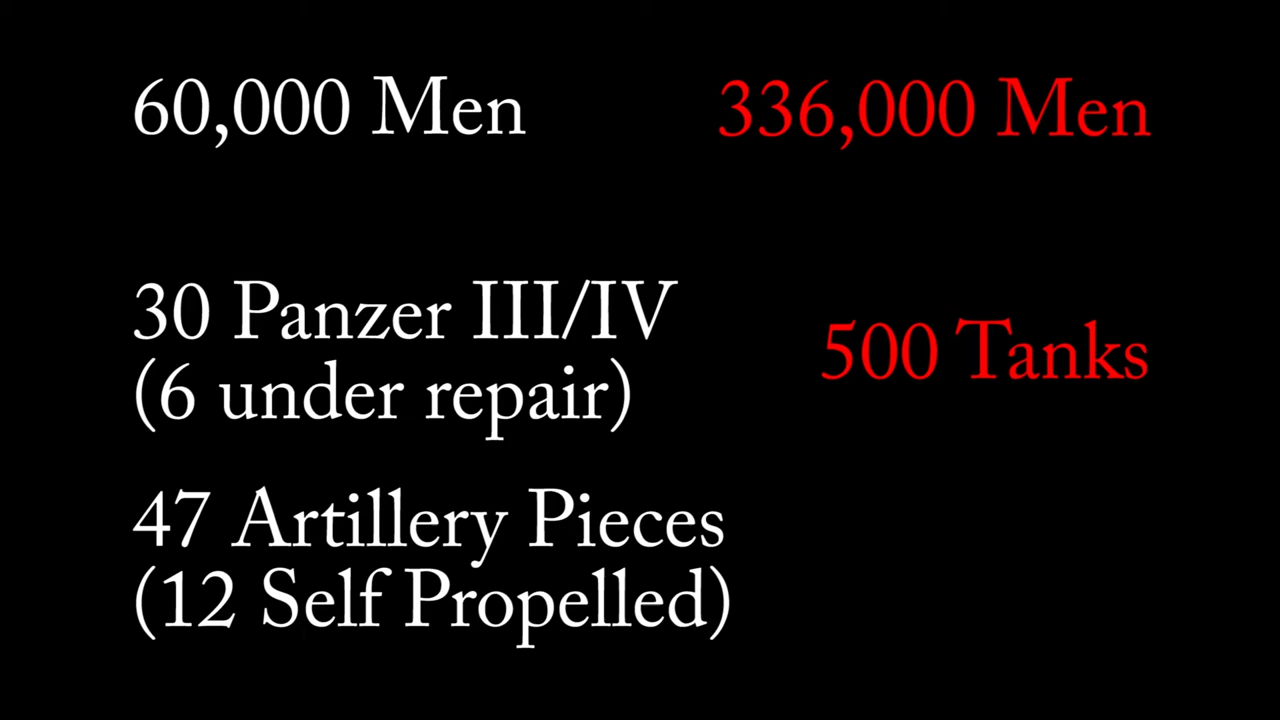 60,000 Men
336,000 Men
30 Panzer III/IV
(6 under repair)
500 Tanks
47 Artillery Pieces
(12 Self Propelled)